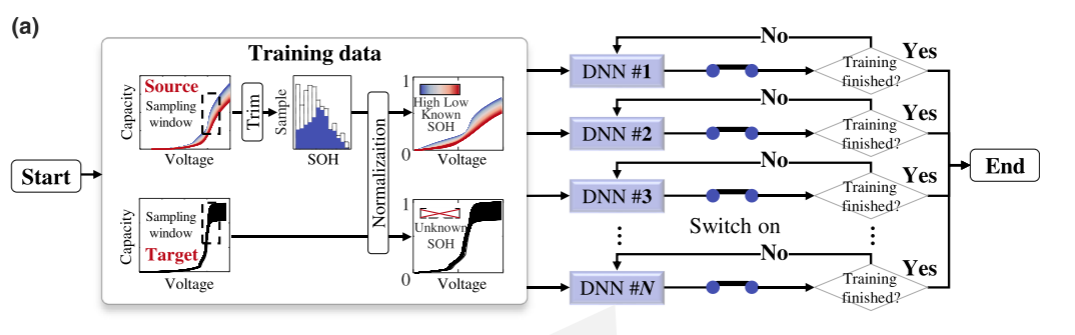 (a)
Start
Training data
Capacity
Source
Sampling
window
Voltage
Trim
Sample
SOH
Normalizaition
1
High Low
Known
SOH
0
Voltage
Capacity
Sampling
window
Target
Voltage
1
Unknown
SOH
0
Voltage
DNN #1
No
Training
finished?
Yes
DNN #2
No
Training
finished?
Yes
DNN #3
No
Training
finished?
Yes
Switch on
DNN #N
No
Training
finished?
Yes
End